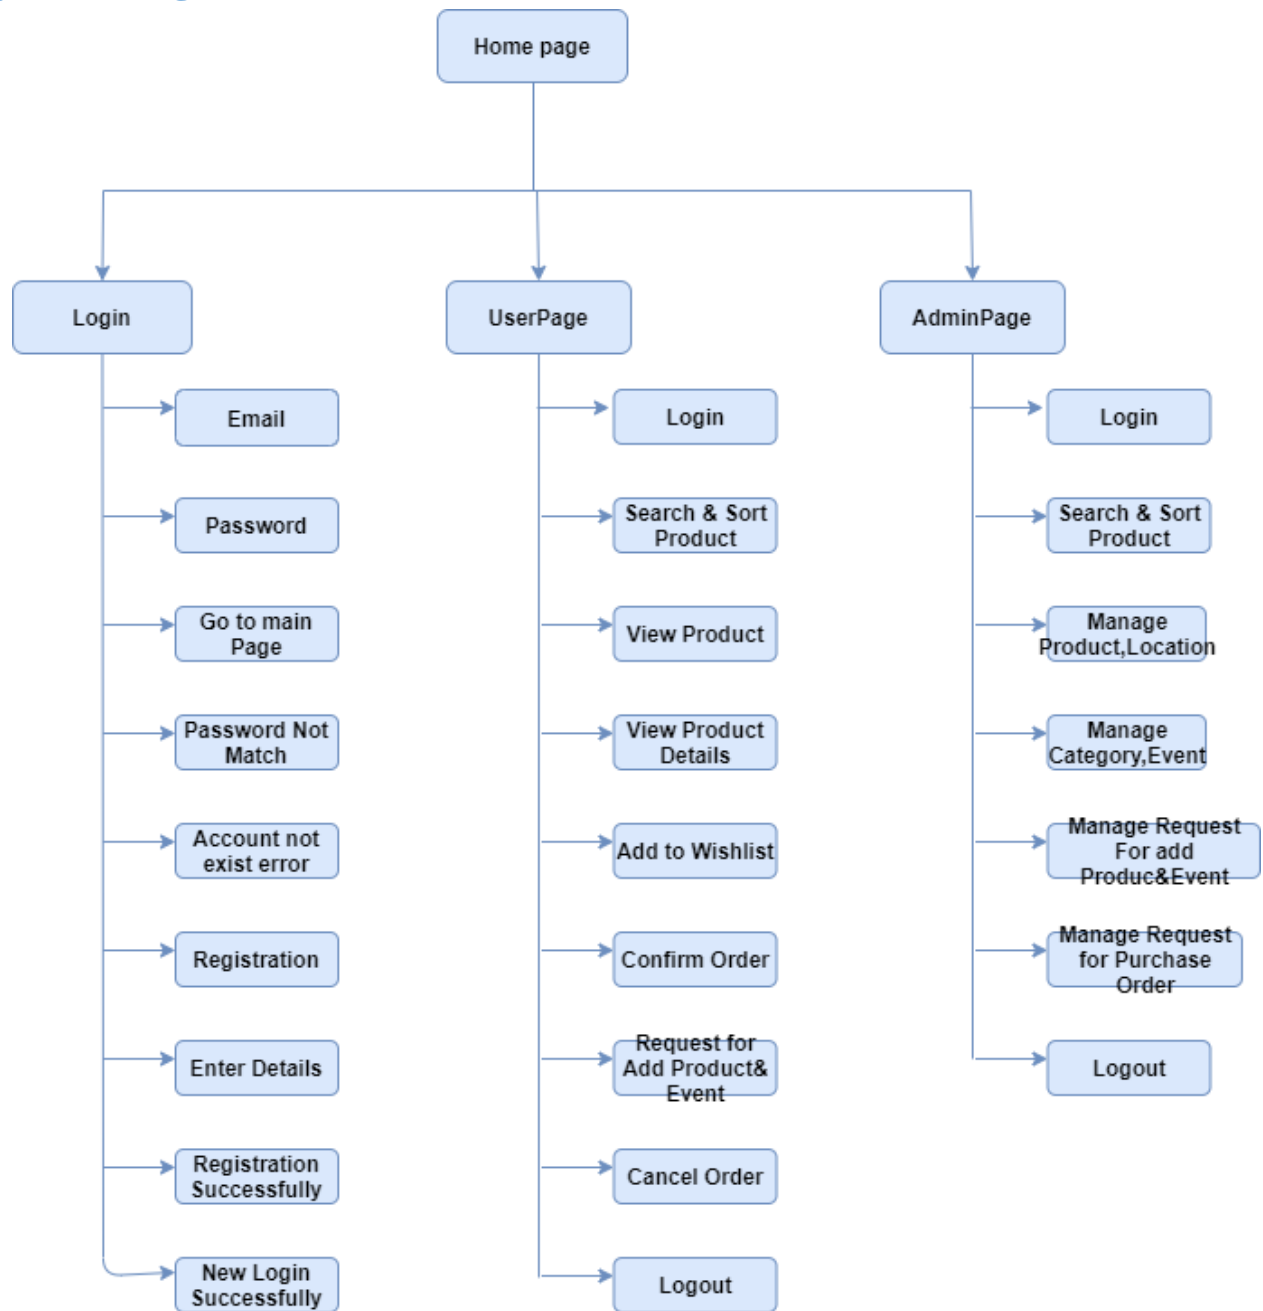 Home page
Login
UserPage
AdminPage
Email
Password
Go to main
Page
Password Not
Match
Account not
exist error
Registration
Enter Details
Registration
Successfully
New Login
Successfully
Login
Search & Sort
Product
View Product
View Product
Details
Add to Wishlist
Confirm Order
Request for
Add Product&
Event
Cancel Order
Logout
Login
Search & Sort
Product
Manage
Product,Location
Manage
Category,Event
Manage Request
For add
Produc&Event
Manage Request
for Purchase
Order
Logout